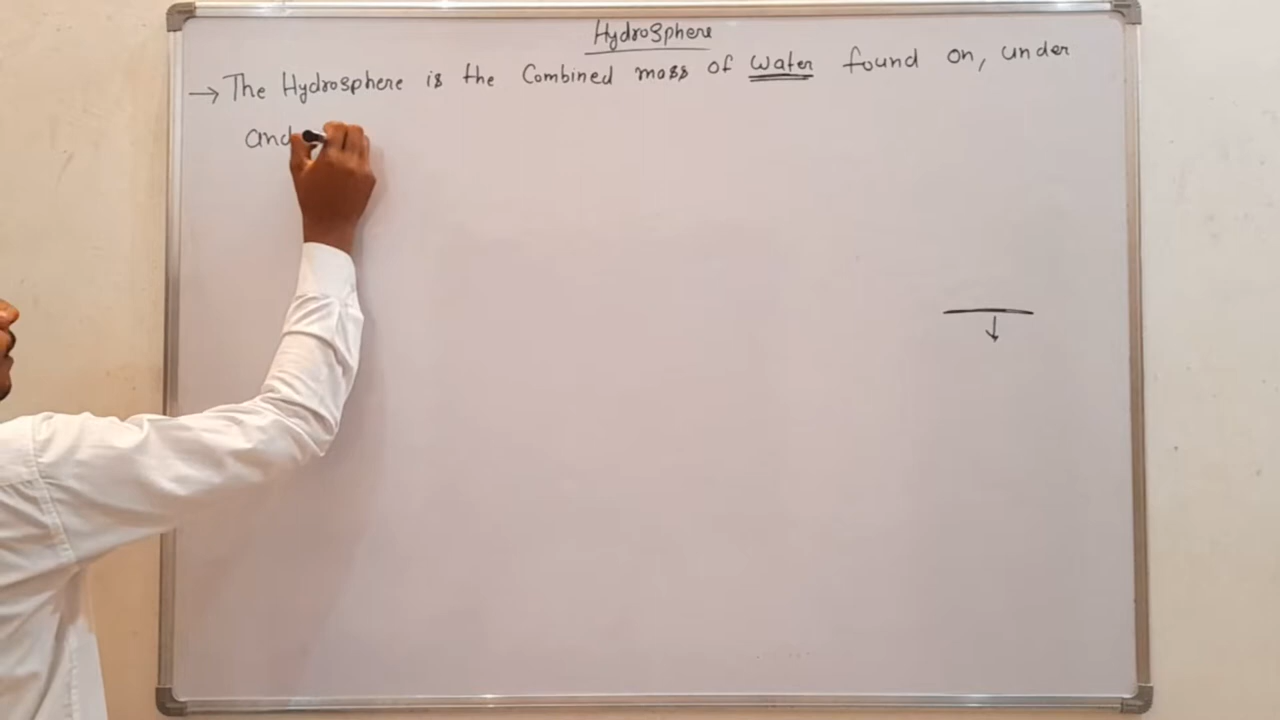 Hydrosphere
→ The Hydrosphere is the Combined mass of water found on, under
and